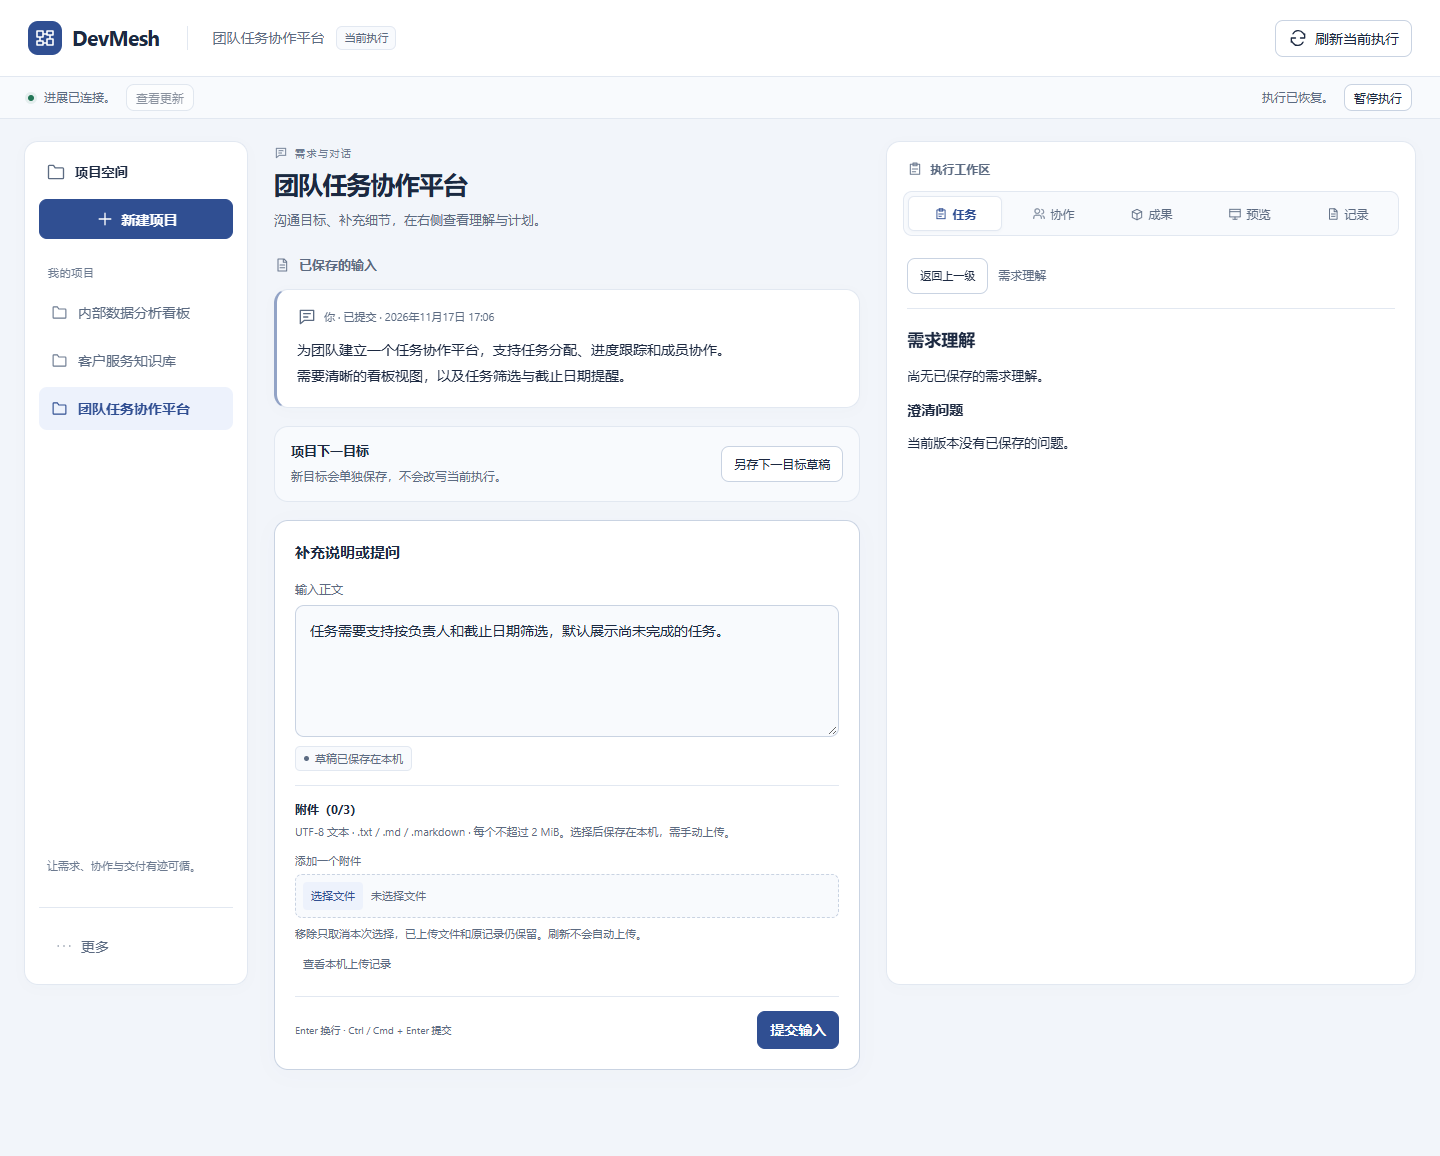 DevMesh
团队任务协作平台
当前执行
刷新当前执行
进展已连接。
查看更新
执行已恢复。
暂停执行
项目空间
新建项目
我的项目
内部数据分析看板
客户服务知识库
团队任务协作平台
让需求、协作与交付有迹可循。
更多
需求与对话
团队任务协作平台
沟通目标、补充细节，在右侧查看理解与计划。
已保存的输入
你 · 已提交 · 2026年11月17日 17:06
为团队建立一个任务协作平台，支持任务分配、进度跟踪和成员协作。
需要清晰的看板视图，以及任务筛选与截止日期提醒。
项目下一目标
新目标会单独保存，不会改写当前执行。
另存下一目标草稿
补充说明或提问
输入正文
任务需要支持按负责人和截止日期筛选，默认展示尚未完成的任务。
草稿已保存在本机
附件（0/3）
UTF-8 文本 · .txt / .md / .markdown · 每个不超过 2 MiB。选择后保存在本机，需手动上传。
添加一个附件
选择文件 未选择文件
移除只取消本次选择，已上传文件和原记录仍保留。刷新不会自动上传。
查看本机上传记录
Enter 换行 · Ctrl / Cmd + Enter 提交
提交输入
执行工作区
任务
协作
成果
预览
记录
返回上一级
需求理解
需求理解
尚无已保存的需求理解。
澄清问题
当前版本没有已保存的问题。